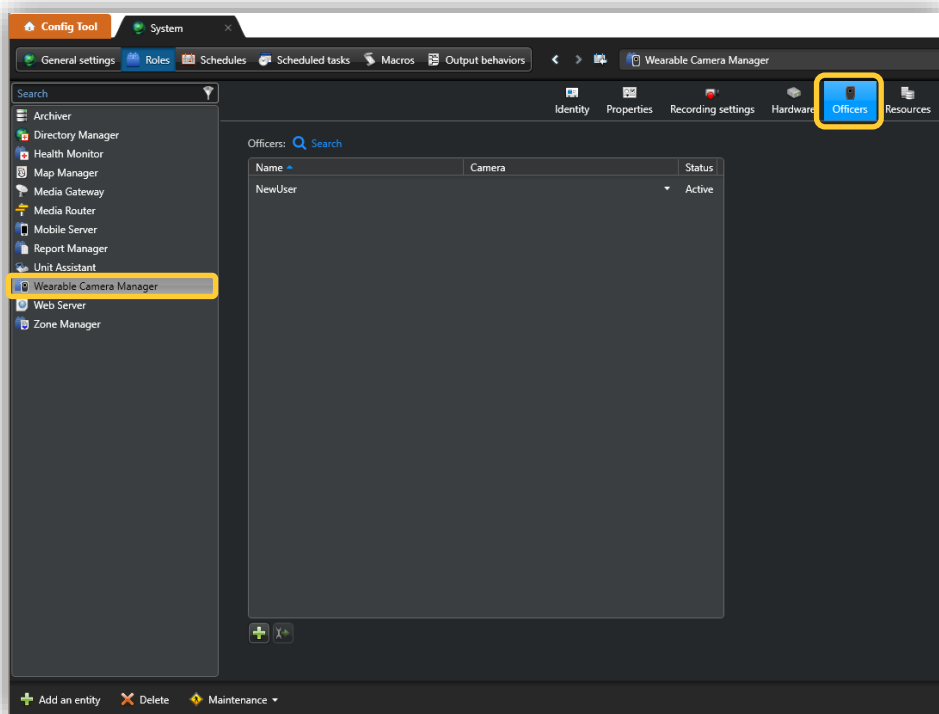 Config Tool System
General settings Roles Schedules Scheduled tasks Macros Output behaviors Wearable Camera Manager
Search
Archiver
Directory Manager
Health Monitor
Map Manager
Media Gateway
Media Router
Mobile Server
Report Manager
Unit Assistant
Wearable Camera Manager
Web Server
Zone Manager
Identity Properties Recording settings Hardware Officers Resources
Officers: Search
Name Camera Status
NewUser Active
Add an entity Delete Maintenance